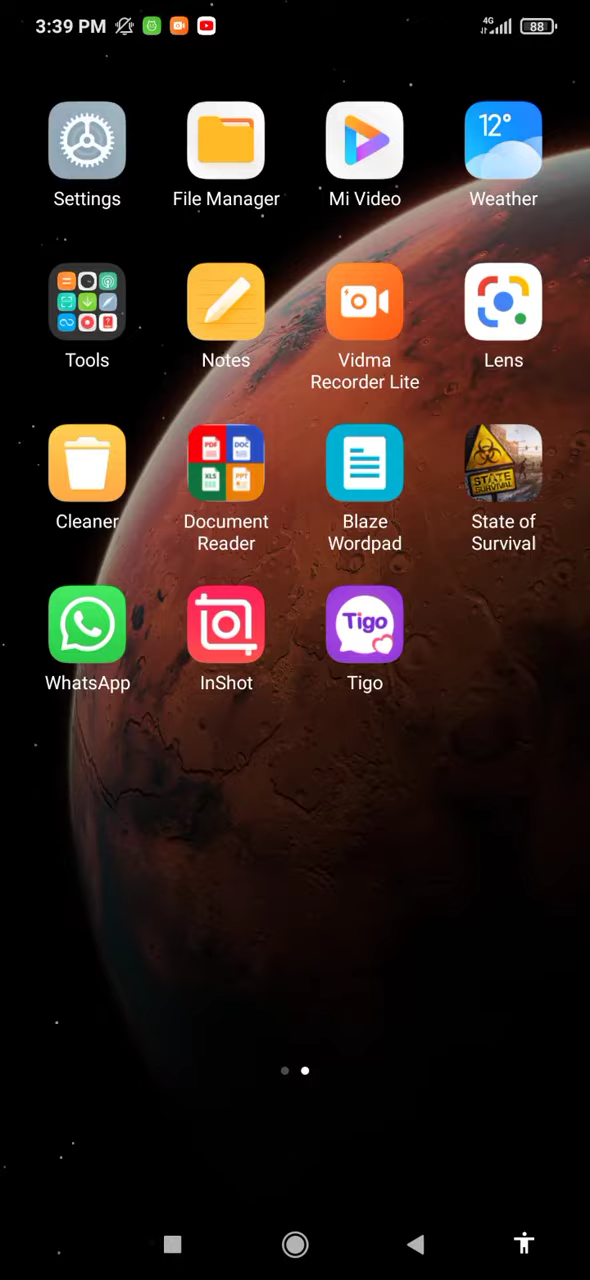 3:39 PM
4G
88
12°
Settings
File Manager
Mi Video
Weather
Tools
Notes
Vidma
Recorder Lite
Lens
PDF
DOC
XLS
PPT
STATE
SURVIVAL
Cleaner
Document
Reader
Blaze
Wordpad
State of
Survival
Tigo
WhatsApp
InShot
Tigo